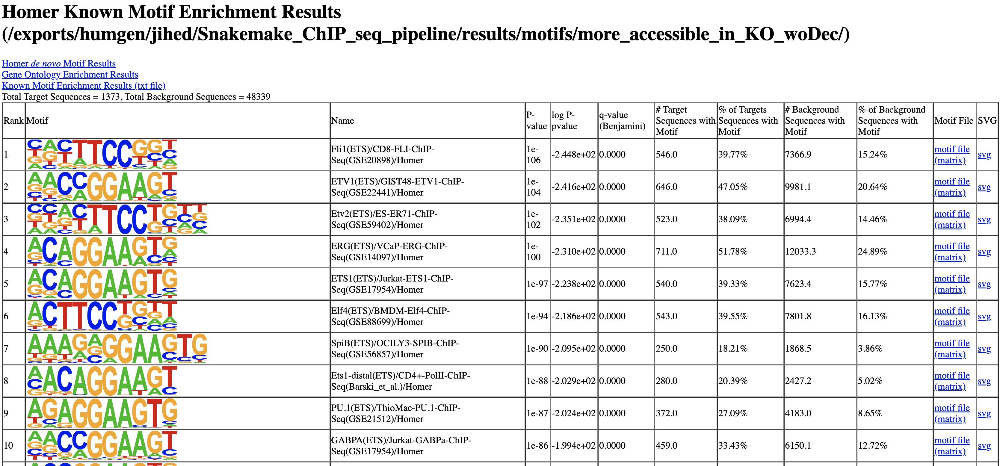 Homer Known Motif Enrichment Results
(/exports/humgen/jihed/Snakemake_ChIP_seq_pipeline/results/motifs/more_accessible_in_KO_woDec/)
Homer de novo Motif Results
Gene Ontology Enrichment Results
Known Motif Enrichment Results (txt file)
Total Target Sequences = 1373, Total Background Sequences = 48339
Rank Motif Name P-value log P-pvalue q-value (Benjamini) # Target Sequences with Motif % of Targets Sequences with Motif # Background Sequences with Motif % of Background Sequences with Motif Motif File SVG
1 Fli1(ETS)/CD8-FLI-ChIP-Seq(GSE20898)/Homer 1e-106 -2.448e+02 0.0000 546.0 39.77% 7366.9 15.24% motif file (matrix) svg
2 ETV1(ETS)/GIST48-ETV1-ChIP-Seq(GSE22441)/Homer 1e-104 -2.416e+02 0.0000 646.0 47.05% 9981.1 20.64% motif file (matrix) svg
3 Etv2(ETS)/ES-ER71-ChIP-Seq(GSE59402)/Homer 1e-102 -2.351e+02 0.0000 523.0 38.09% 6994.4 14.46% motif file (matrix) svg
4 ERG(ETS)/VCaP-ERG-ChIP-Seq(GSE14097)/Homer 1e-100 -2.310e+02 0.0000 711.0 51.78% 12033.3 24.89% motif file (matrix) svg
5 ETS1(ETS)/Jurkat-ETS1-ChIP-Seq(GSE17954)/Homer 1e-97 -2.238e+02 0.0000 540.0 39.33% 7623.4 15.77% motif file (matrix) svg
6 Elf4(ETS)/BMDM-Elf4-ChIP-Seq(GSE88699)/Homer 1e-94 -2.186e+02 0.0000 543.0 39.55% 7801.8 16.13% motif file (matrix) svg
7 SpiB(ETS)/OCILY3-SPIB-ChIP-Seq(GSE56857)/Homer 1e-90 -2.095e+02 0.0000 250.0 18.21% 1868.5 3.86% motif file (matrix) svg
8 Ets1-distal(ETS)/CD4+-PolII-ChIP-Seq(Barski_et_al.)/Homer 1e-88 -2.029e+02 0.0000 280.0 20.39% 2427.2 5.02% motif file (matrix) svg
9 PU.1(ETS)/ThioMac-PU.1-ChIP-Seq(GSE21512)/Homer 1e-87 -2.024e+02 0.0000 372.0 27.09% 4183.0 8.65% motif file (matrix) svg
10 GABPA(ETS)/Jurkat-GABPa-ChIP-Seq(GSE17954)/Homer 1e-86 -1.994e+02 0.0000 459.0 33.43% 6150.1 12.72% motif file (matrix) svg